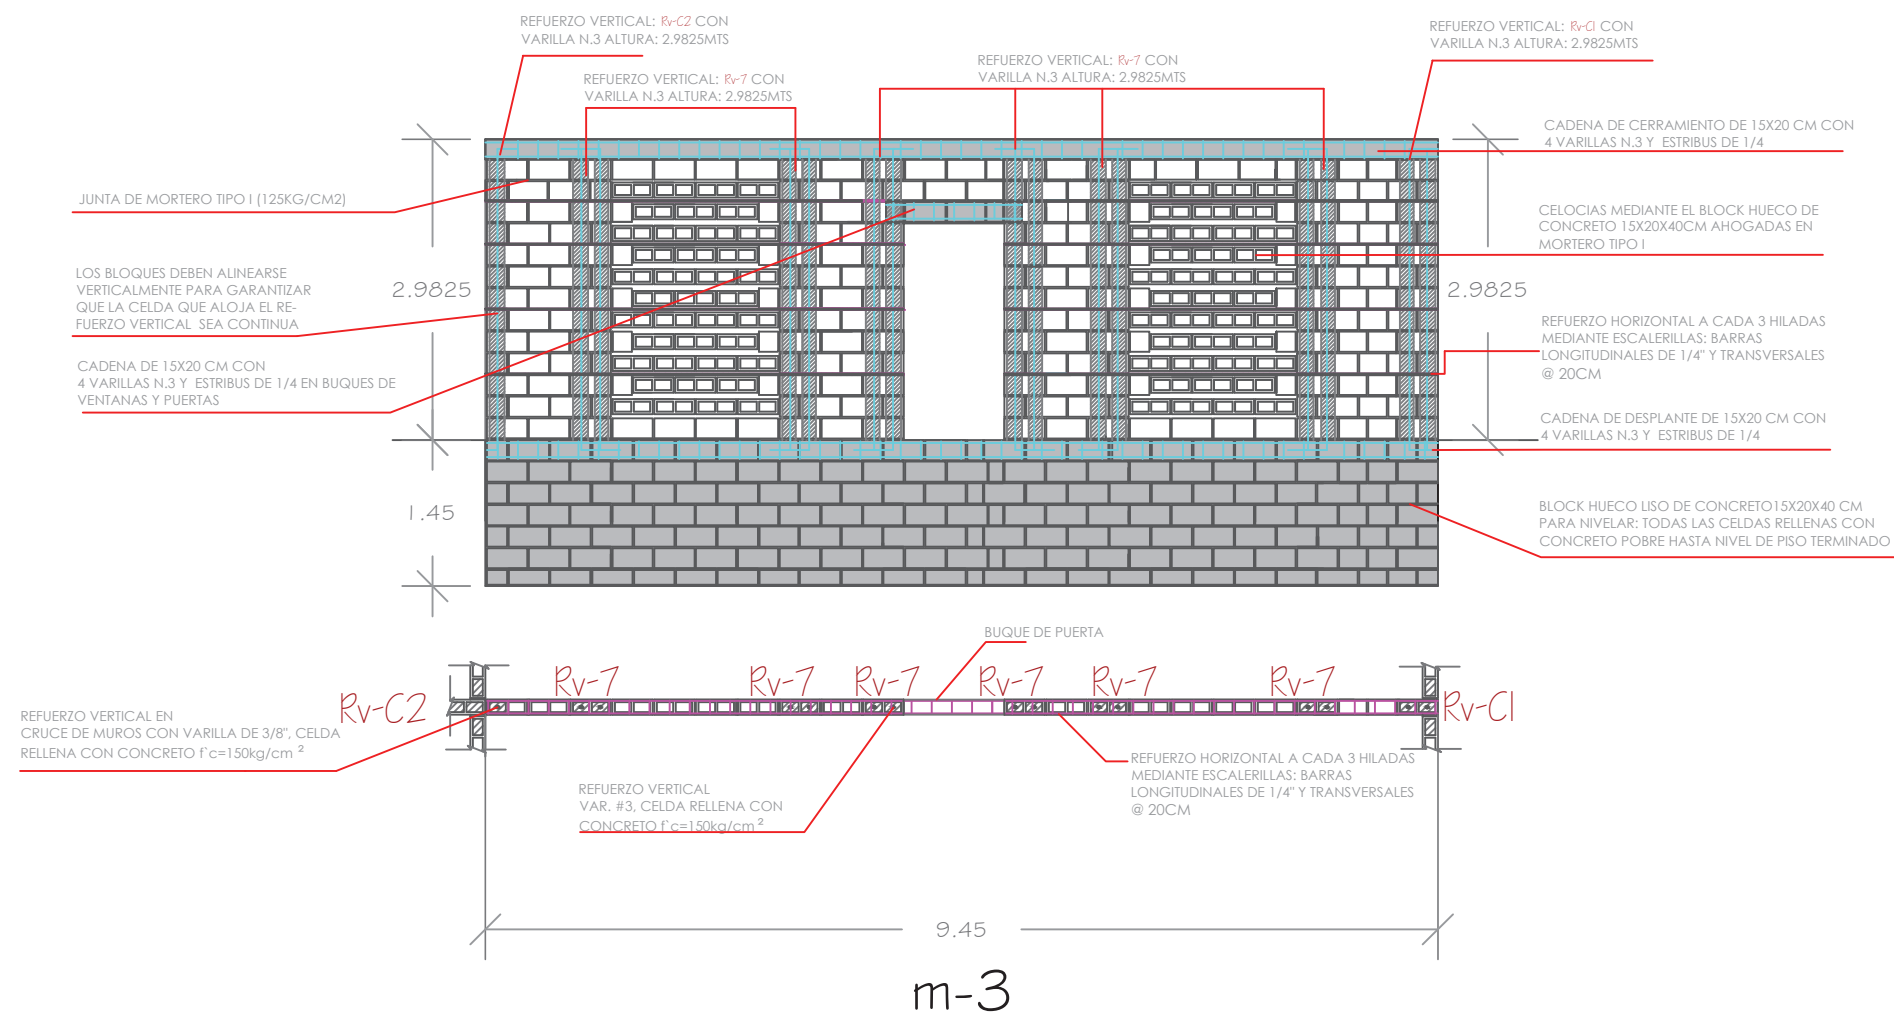 REFUERZO VERTICAL: Rv-C2 CON
VARILLA N.3 ALTURA: 2.9825MTS
REFUERZO VERTICAL: Rv-7 CON
VARILLA N.3 ALTURA: 2.9825MTS
REFUERZO VERTICAL: Rv-7 CON
VARILLA N.3 ALTURA: 2.9825MTS
REFUERZO VERTICAL: Rv-C1 CON
VARILLA N.3 ALTURA: 2.9825MTS
CADENA DE CERRAMIENTO DE 15X20 CM CON
4 VARILLAS N.3 Y ESTRIBUS DE 1/4
JUNTA DE MORTERO TIPO I (125KG/CM2)
CELOCIAS MEDIANTE EL BLOCK HUECO DE
CONCRETO 15X20X40CM AHOGADAS EN
MORTERO TIPO I
LOS BLOQUES DEBEN ALINEARSE
VERTICALMENTE PARA GARANTIZAR
QUE LA CELDA QUE ALOJA EL RE-
FUERZO VERTICAL SEA CONTINUA
2.9825
2.9825
REFUERZO HORIZONTAL A CADA 3 HILADAS
MEDIANTE ESCALERILLAS: BARRAS
LONGITUDINALES DE 1/4" Y TRANSVERSALES
@ 20CM
CADENA DE 15X20 CM CON
4 VARILLAS N.3 Y ESTRIBUS DE 1/4 EN BUQUES DE
VENTANAS Y PUERTAS
CADENA DE DESPLANTE DE 15X20 CM CON
4 VARILLAS N.3 Y ESTRIBUS DE 1/4
1.45
BLOCK HUECO LISO DE CONCRETO15X20X40 CM
PARA NIVELAR: TODAS LAS CELDAS RELLENAS CON
CONCRETO POBRE HASTA NIVEL DE PISO TERMINADO
BUQUE DE PUERTA
Rv-7 Rv-7 Rv-7 Rv-7 Rv-7 Rv-7
Rv-C2
Rv-C1
REFUERZO VERTICAL EN
CRUCE DE MUROS CON VARILLA DE 3/8", CELDA
RELLENA CON CONCRETO f`c=150kg/cm ²
REFUERZO HORIZONTAL A CADA 3 HILADAS
MEDIANTE ESCALERILLAS: BARRAS
LONGITUDINALES DE 1/4" Y TRANSVERSALES
@ 20CM
REFUERZO VERTICAL
VAR. #3, CELDA RELLENA CON
CONCRETO f`c=150kg/cm ²
9.45
m-3